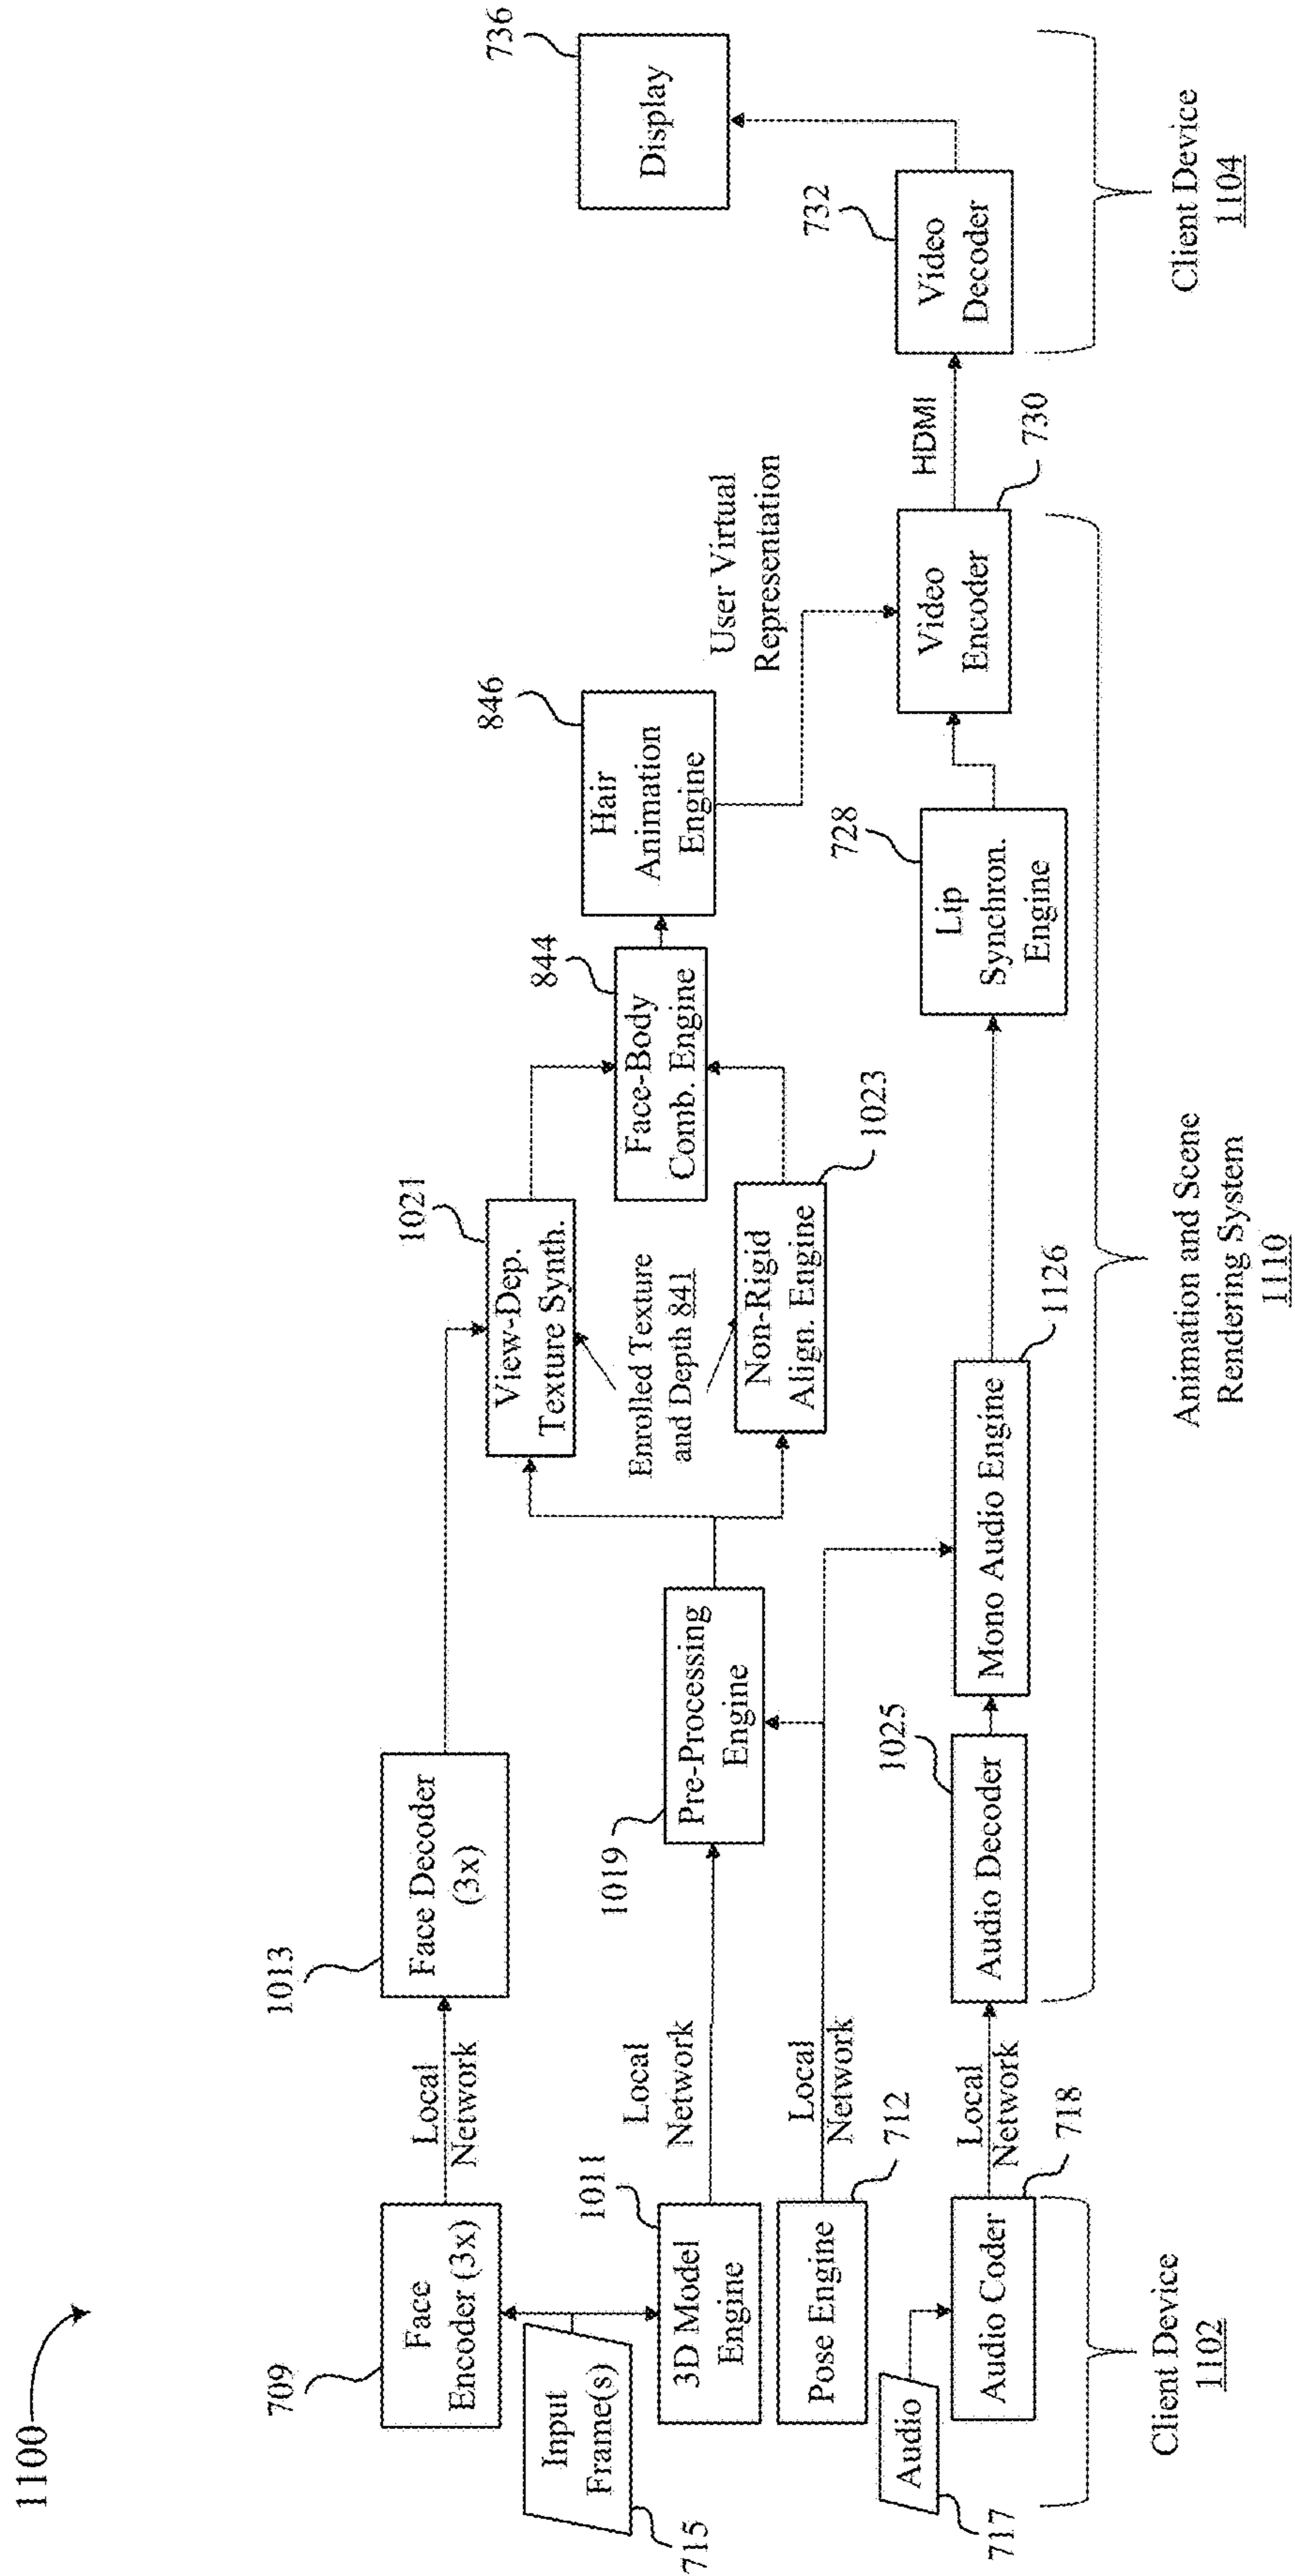 1100
709
Face
Encoder (3x)
Local
Network
1013
Face Decoder
(3x)
Input
Frame(s)
715
1011
3D Model
Engine
Local
Network
1019
Pre-Processing
Engine
1021
View-Dep.
Texture Synth.
Enrolled Texture
and Depth 841
Non-Rigid
Align. Engine
1023
844
Face-Body
Comb. Engine
846
Hair
Animation
Engine
User Virtual
Representation
736
Display
Pose Engine
712
Local
Network
Audio
717
Audio Coder
718
Local
Network
1025
Audio Decoder
Mono Audio Engine
1126
728
Lip
Synchron.
Engine
Video
Encoder
730
HDMI
732
Video
Decoder
Client Device
1102
Animation and Scene
Rendering System
1110
Client Device
1104